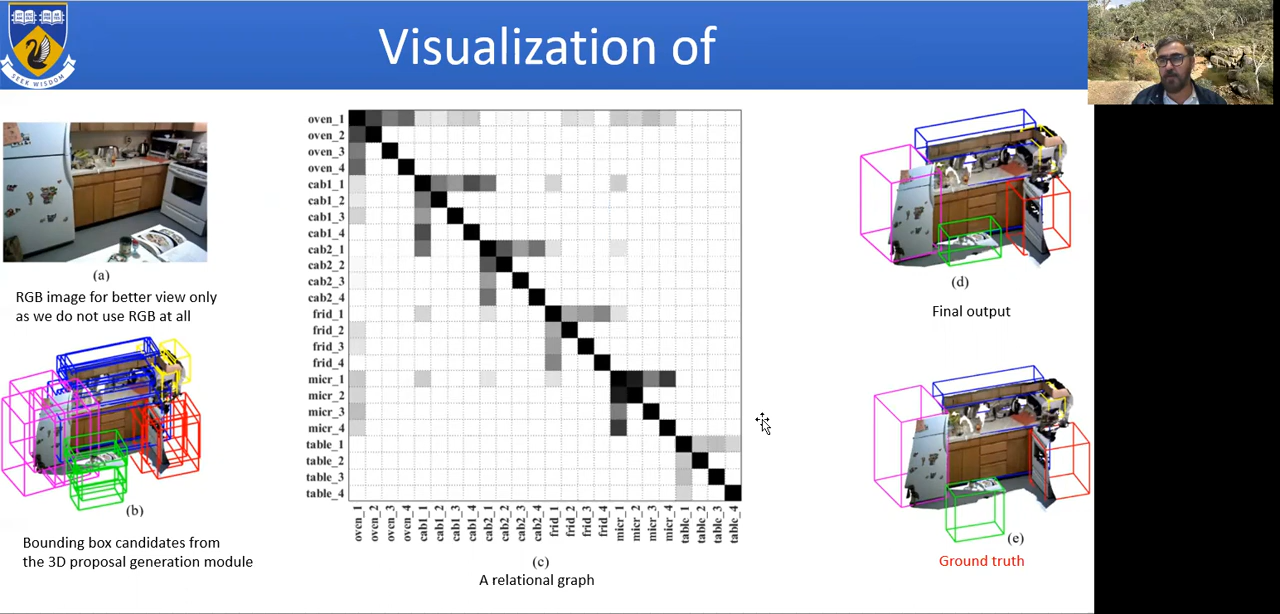 Visualization of
SEEK WISDOM
(a)
RGB image for better view only
as we do not use RGB at all
(b)
Bounding box candidates from
the 3D proposal generation module
oven_1
oven_2
oven_3
oven_4
cab1_1
cab1_2
cab1_3
cab1_4
cab2_1
cab2_2
cab2_3
cab2_4
frid_1
frid_2
frid_3
frid_4
micr_1
micr_2
micr_3
micr_4
table_1
table_2
table_3
table_4
oven_1
oven_2
oven_3
oven_4
cab1_1
cab1_2
cab1_3
cab1_4
cab2_1
cab2_2
cab2_3
cab2_4
frid_1
frid_2
frid_3
frid_4
micr_1
micr_2
micr_3
micr_4
table_1
table_2
table_3
table_4
(c)
A relational graph
(d)
Final output
(e)
Ground truth